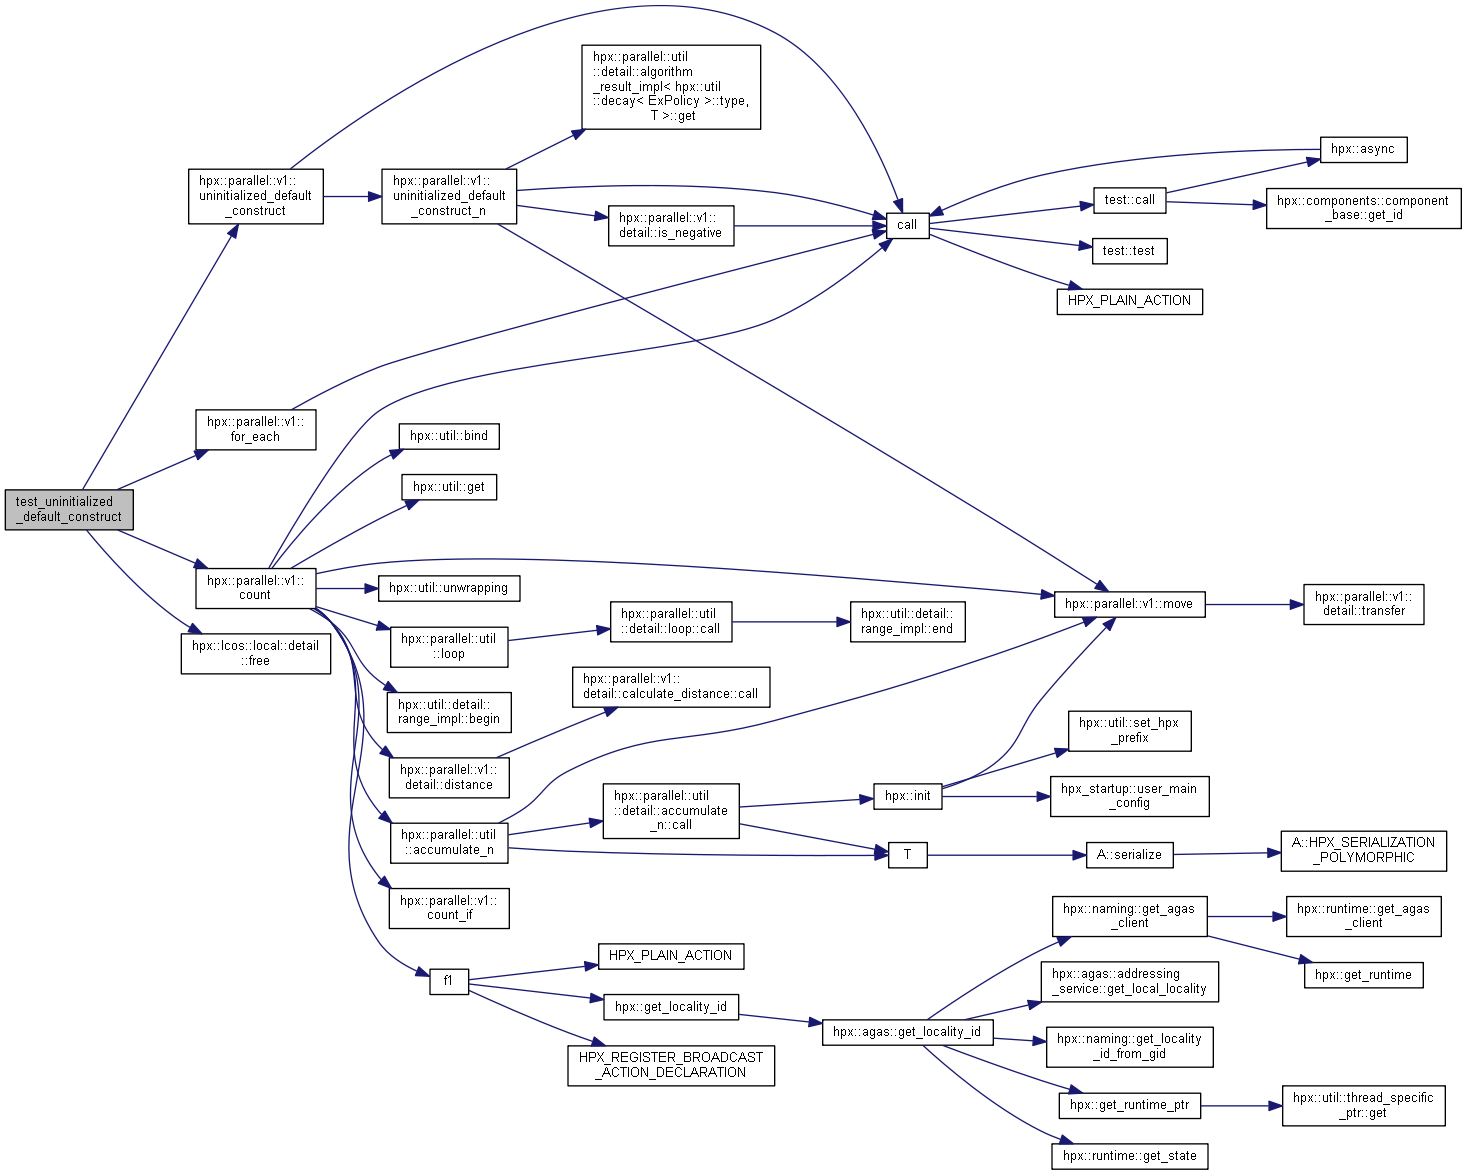 hpx::parallel::util
::detail::algorithm
_result_impl< hpx::util
::decay< ExPolicy >::type,
T >::get
hpx::parallel::v1::
uninitialized_default
_construct
hpx::parallel::v1::
uninitialized_default
_construct_n
hpx::parallel::v1::
detail::is_negative
call
hpx::async
test::call
hpx::components::component
_base::get_id
test::test
HPX_PLAIN_ACTION
hpx::parallel::v1::
for_each
hpx::util::bind
hpx::util::get
test_uninitialized
_default_construct
hpx::parallel::v1::
count
hpx::util::unwrapping
hpx::lcos::local::detail
::free
hpx::parallel::util
::loop
hpx::parallel::util
::detail::loop::call
hpx::util::detail::
range_impl::end
hpx::parallel::v1::move
hpx::parallel::v1::
detail::transfer
hpx::util::detail::
range_impl::begin
hpx::parallel::v1::
detail::calculate_distance::call
hpx::parallel::v1::
detail::distance
hpx::parallel::util
::accumulate_n
hpx::parallel::util
::detail::accumulate
_n::call
hpx::init
hpx::util::set_hpx
_prefix
hpx_startup::user_main
_config
T
A::serialize
A::HPX_SERIALIZATION
_POLYMORPHIC
hpx::parallel::v1::
count_if
f1
HPX_PLAIN_ACTION
hpx::get_locality_id
HPX_REGISTER_BROADCAST
_ACTION_DECLARATION
hpx::agas::get_locality_id
hpx::naming::get_agas
_client
hpx::runtime::get_agas
_client
hpx::get_runtime
hpx::agas::addressing
_service::get_local_locality
hpx::naming::get_locality
_id_from_gid
hpx::get_runtime_ptr
hpx::util::thread_specific
_ptr::get
hpx::runtime::get_state